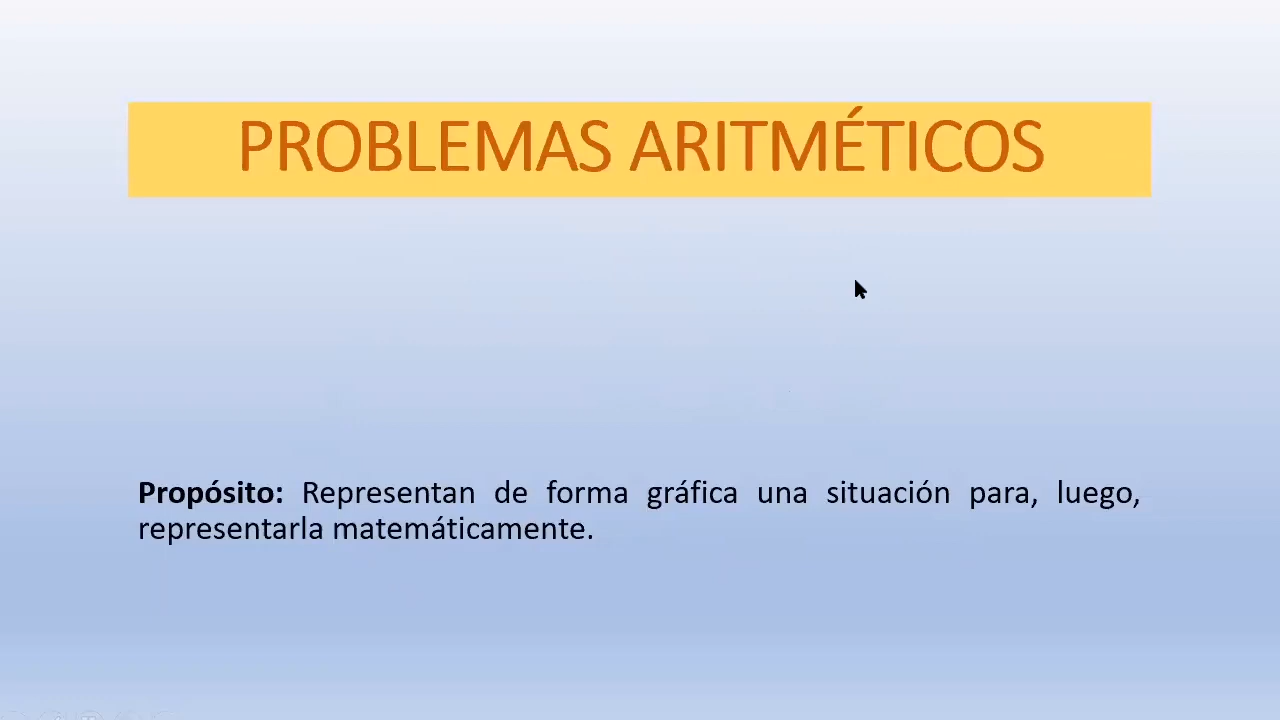 PROBLEMAS ARITMÉTICOS
Propósito: Representan de forma gráfica una situación para, luego,
representarla matemáticamente.